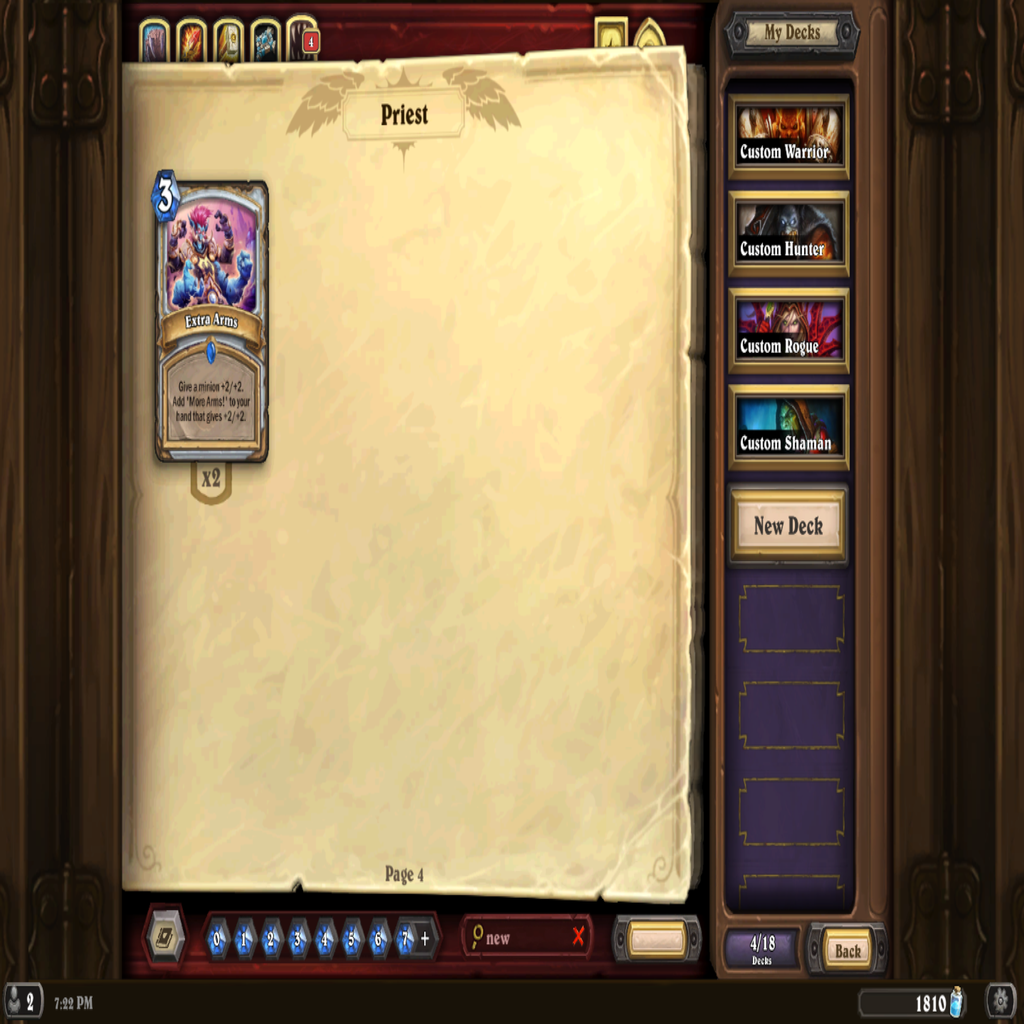 4
My Decks
Priest
Custom Warrior
3
Custom Hunter
Extra Arms
Custom Rogue
Give a minion +2/+2.
Add 'More Arms!' to your
hand that gives +2/+2.
Custom Shaman
x2
New Deck
Page 4
0 1 2 3 4 5 6 7 +
new
4/18
Decks
Back
2
7:22 PM
1810